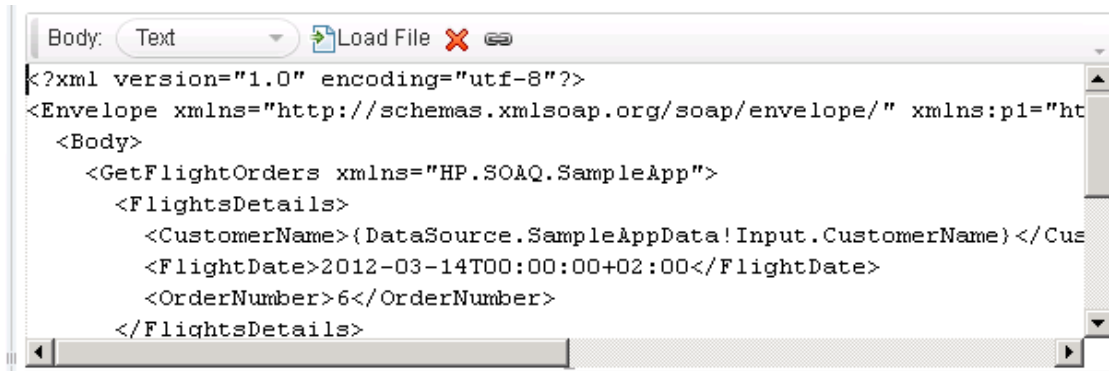 Body: Text Load File
<?xml version="1.0" encoding="utf-8"?>
<Envelope xmlns="http://schemas.xmlsoap.org/soap/envelope/" xmlns:p1="ht
<Body>
<GetFlightOrders xmlns="HP.SOAQ.SampleApp">
<FlightsDetails>
<CustomerName>{DataSource.SampleAppData!Input.CustomerName}</Cus
<FlightDate>2012-03-14T00:00:00+02:00</FlightDate>
<OrderNumber>6</OrderNumber>
</FlightsDetails>